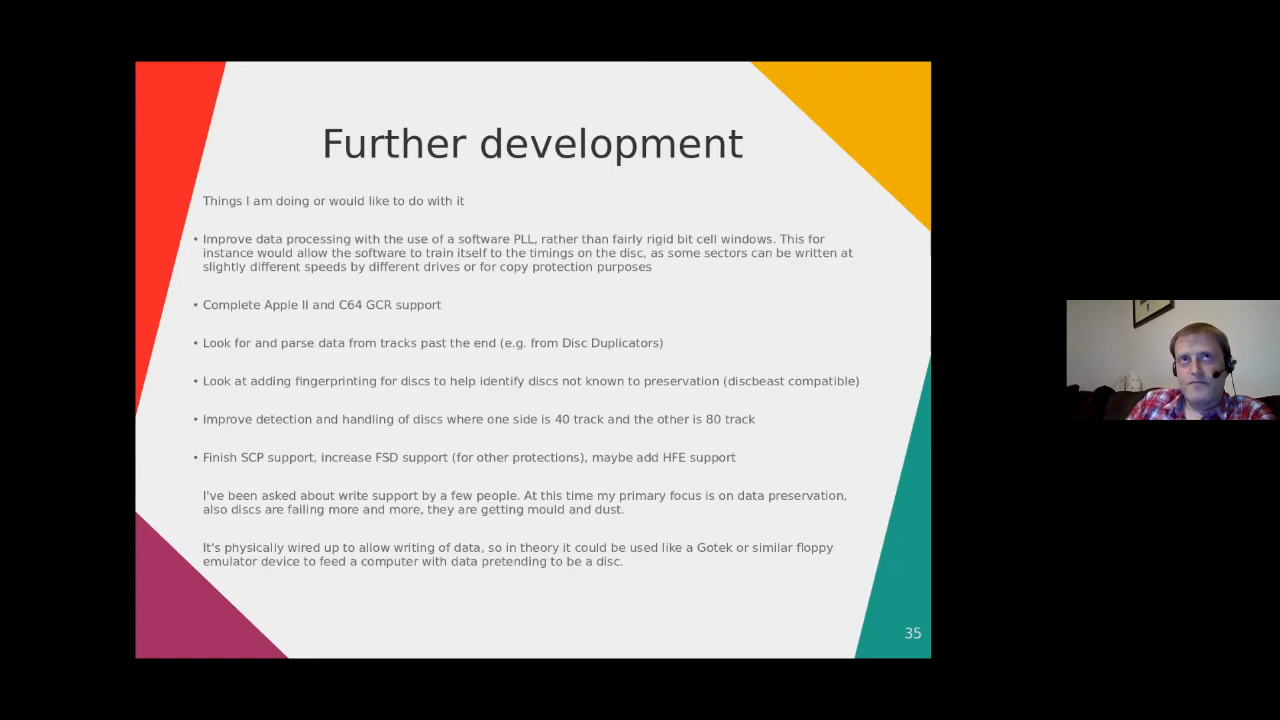 Further development
Things I am doing or would like to do with it
• Improve data processing with the use of a software PLL, rather than fairly rigid bit cell windows. This for
instance would allow the software to train itself to the timings on the disc, as some sectors can be written at
slightly different speeds by different drives or for copy protection purposes
• Complete Apple II and C64 GCR support
• Look for and parse data from tracks past the end (e.g. from Disc Duplicators)
• Look at adding fingerprinting for discs to help identify discs not known to preservation (discbeast compatible)
• Improve detection and handling of discs where one side is 40 track and the other is 80 track
• Finish SCP support, increase FSD support (for other protections), maybe add HFE support
I've been asked about write support by a few people. At this time my primary focus is on data preservation,
also discs are failing more and more, they are getting mould and dust.
It's physically wired up to allow writing of data, so in theory it could be used like a Gotek or similar floppy
emulator device to feed a computer with data pretending to be a disc.
35